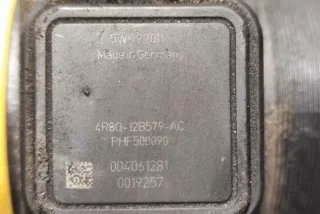 Made in Germany
4R8Q-12B579-AC
PHF500090
004061281
0019257